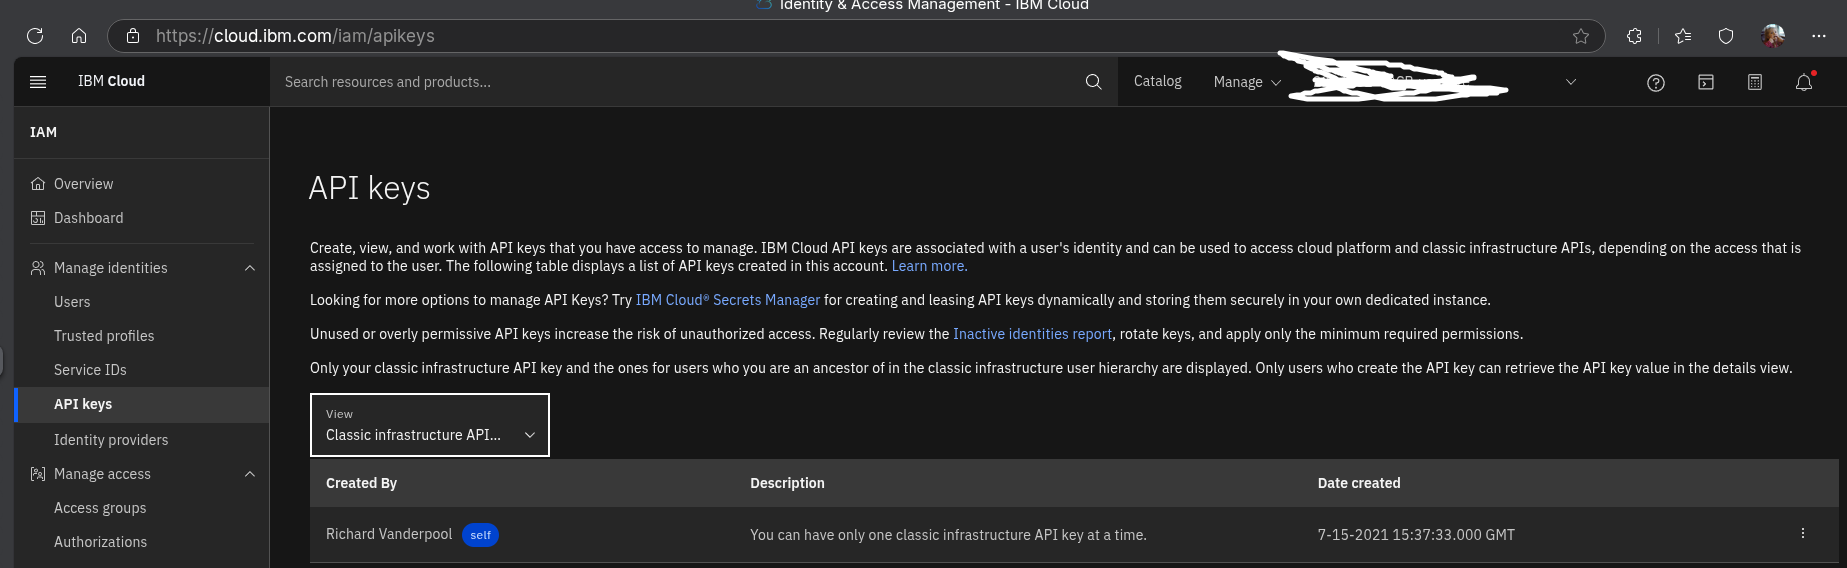 Identity & Access Management - IBM Cloud
https://cloud.ibm.com/iam/apikeys
IBM Cloud
Search resources and products...
Catalog
Manage
IAM
Overview
Dashboard
Manage identities
Users
Trusted profiles
Service IDs
API keys
Identity providers
Manage access
Access groups
Authorizations
API keys
Create, view, and work with API keys that you have access to manage. IBM Cloud API keys are associated with a user's identity and can be used to access cloud platform and classic infrastructure APIs, depending on the access that is
assigned to the user. The following table displays a list of API keys created in this account. Learn more.
Looking for more options to manage API Keys? Try IBM Cloud® Secrets Manager for creating and leasing API keys dynamically and storing them securely in your own dedicated instance.
Unused or overly permissive API keys increase the risk of unauthorized access. Regularly review the Inactive identities report, rotate keys, and apply only the minimum required permissions.
Only your classic infrastructure API key and the ones for users who you are an ancestor of in the classic infrastructure user hierarchy are displayed. Only users who create the API key can retrieve the API key value in the details view.
View
Classic infrastructure API...
Created By Description Date created
Richard Vanderpool self You can have only one classic infrastructure API key at a time. 7-15-2021 15:37:33.000 GMT